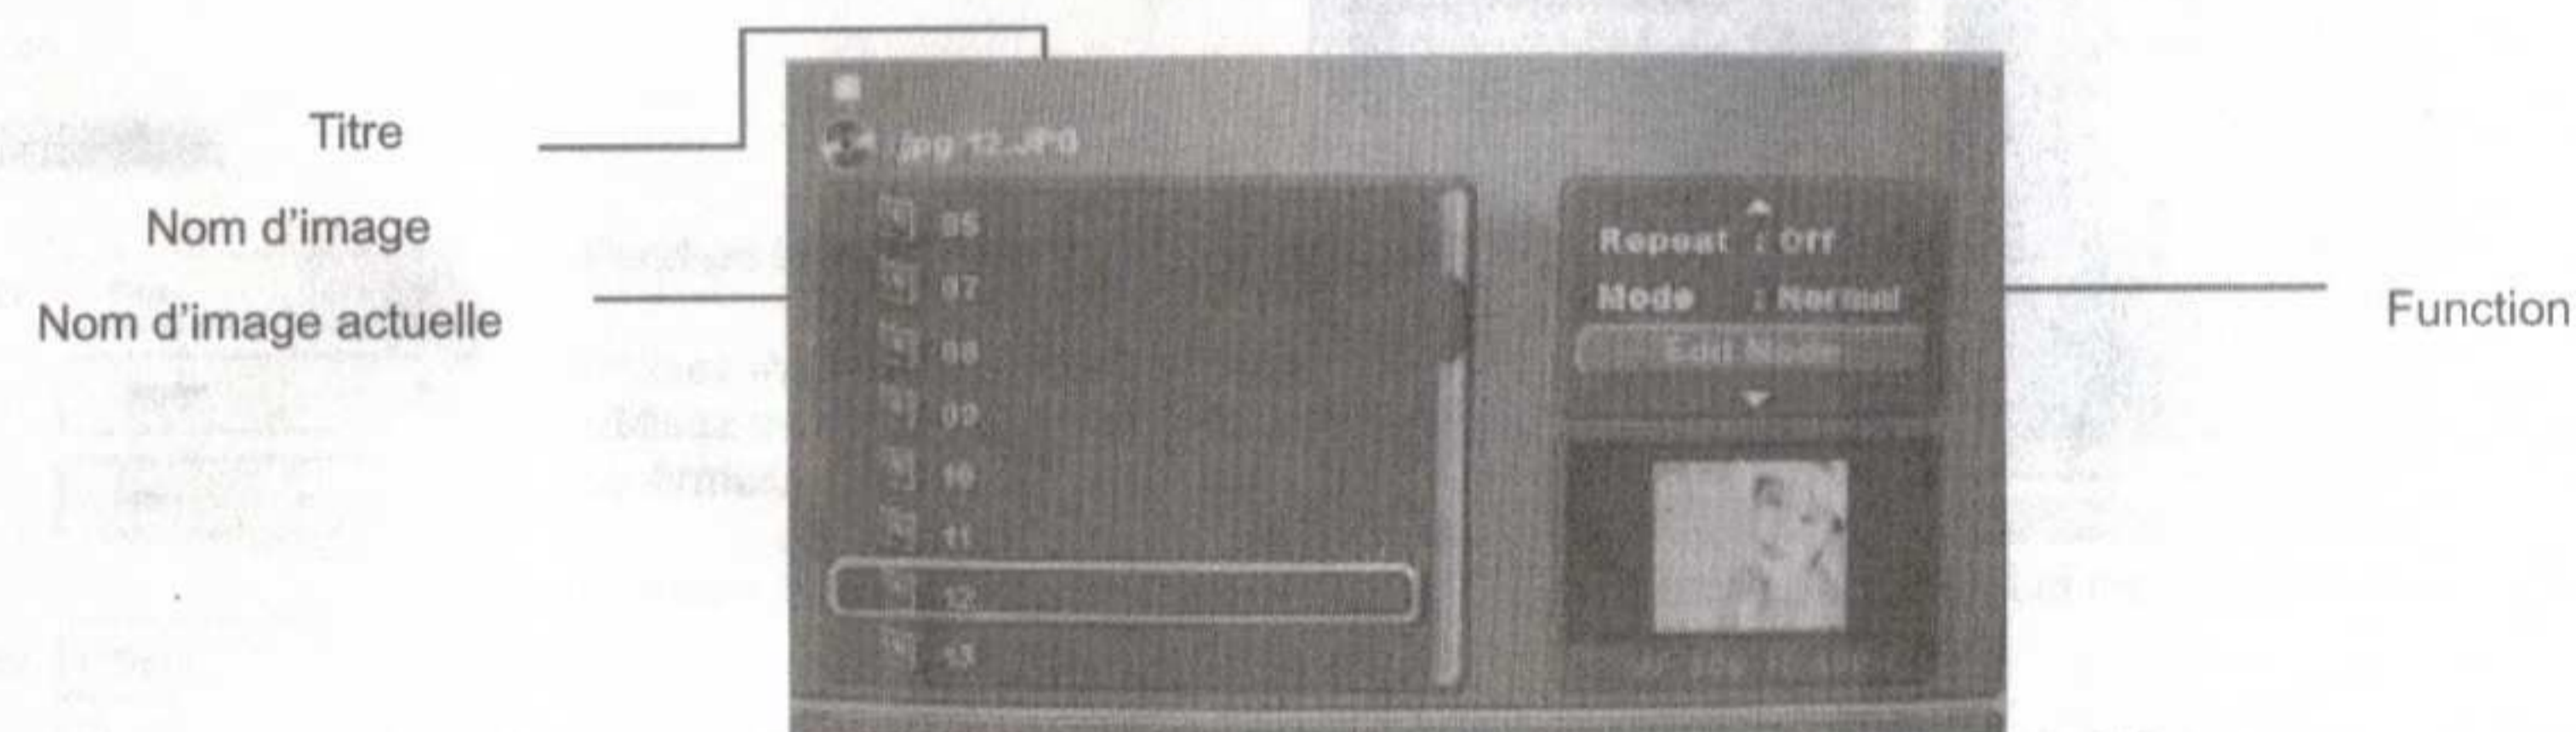 Titre
Nom d'image
Nom d'image actuelle
/jpg 12.JPG
05
07
08
09
10
11
12
13
Repeat : Off
Mode : Normal
Edit Mode
Function